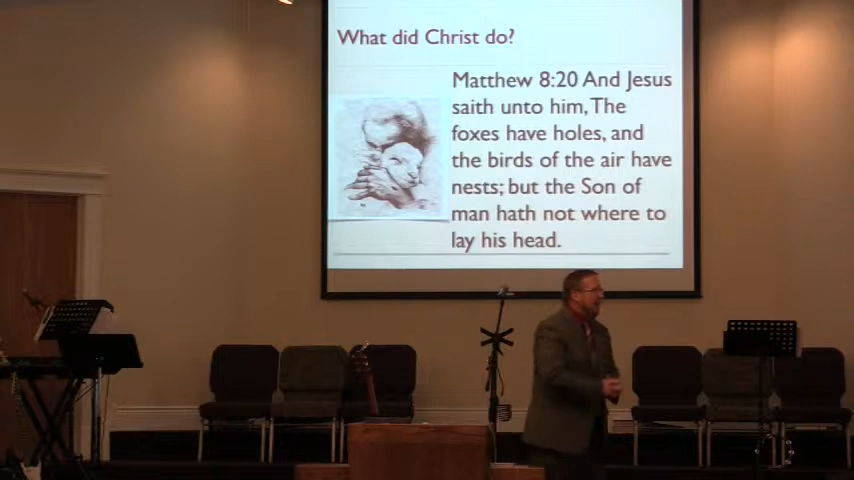 What did Christ do?
Matthew 8:20 And Jesus
saith unto him, The
foxes have holes, and
the birds of the air have
nests; but the Son of
man hath not where to
lay his head.